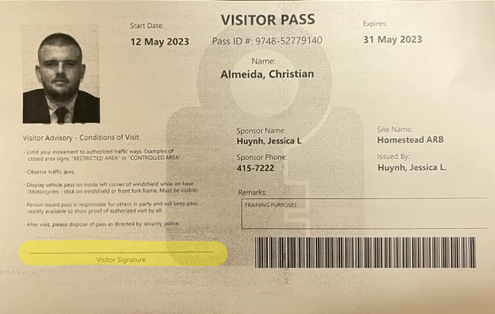 VISITOR PASS
Start Date:
12 May 2023
Pass ID #: 9748-52779140
Expires:
31 May 2023
Name:
Almeida, Christian
Visitor Advisory - Conditions of Visit
- Limit your movement to authorized traffic ways. Examples of
closed area signs "RESTRICTED AREA" or "CONTROLLED AREA"
- Observe traffic laws
- Display vehicle pass on inside left corner of windshield while on base
(Motorcycles - stick on windshield or front fork frame. Must be visible)
- Person issued pass is responsible for others in party and will keep pass
readily available to show proof of authorized visit by all
- After visit, please dispose of pass as directed by security police.
Visitor Signature
Sponsor Name:
Huynh, Jessica L
Sponsor Phone:
415-7222
Site Name:
Homestead ARB
Issued By:
Huynh, Jessica L.
Remarks:
TRAINING PURPOSES